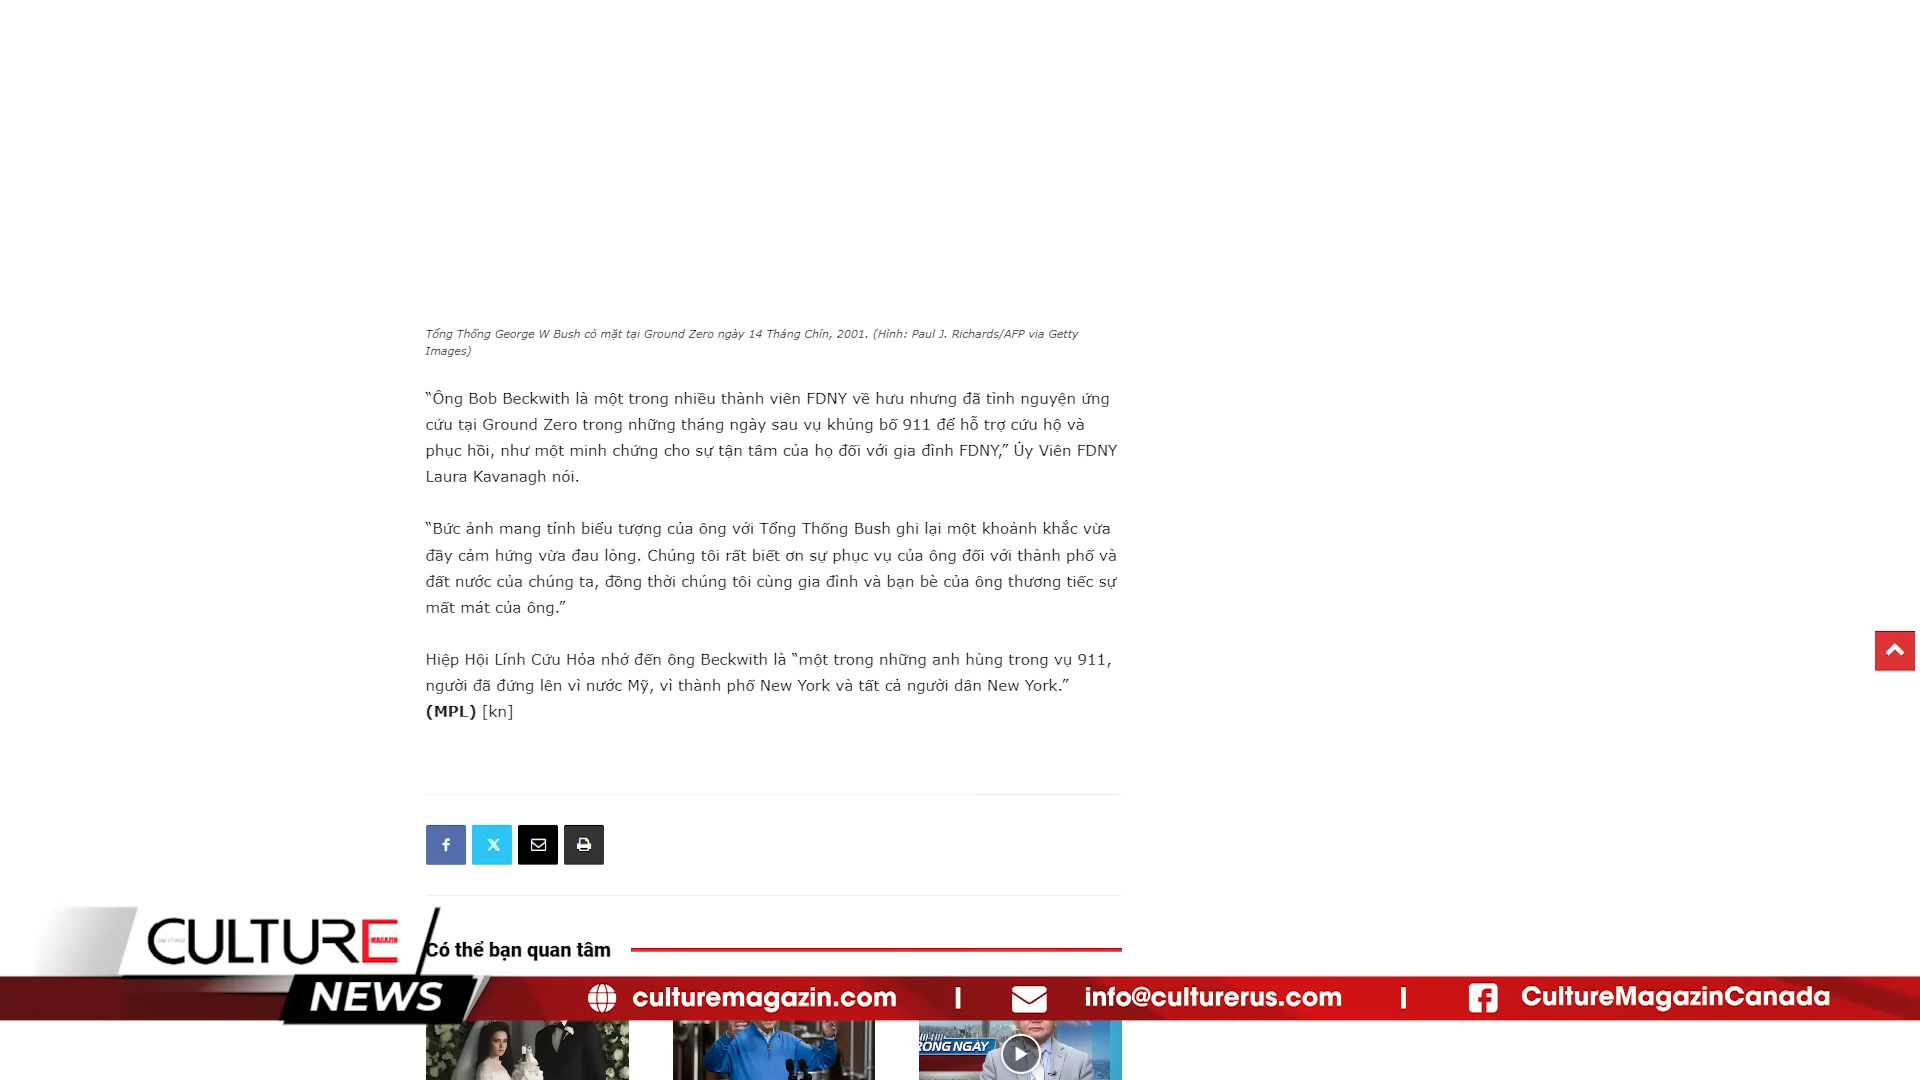 Tổng Thống George W Bush có mặt tại Ground Zero ngày 14 Tháng Chín, 2001. (Hình: Paul J. Richards/AFP via Getty
Images)
“Ông Bob Beckwith là một trong nhiều thành viên FDNY về hưu nhưng đã tình nguyện ứng
cứu tại Ground Zero trong những tháng ngày sau vụ khủng bố 911 để hỗ trợ cứu hộ và
phục hồi, như một minh chứng cho sự tận tâm của họ đối với gia đình FDNY,” Ủy Viên FDNY
Laura Kavanagh nói.
“Bức ảnh mang tính biểu tượng của ông với Tổng Thống Bush ghi lại một khoảnh khắc vừa
đầy cảm hứng vừa đau lòng. Chúng tôi rất biết ơn sự phục vụ của ông đối với thành phố và
đất nước của chúng ta, đồng thời chúng tôi cùng gia đình và bạn bè của ông thương tiếc sự
mất mát của ông.”
Hiệp Hội Lính Cứu Hỏa nhớ đến ông Beckwith là “một trong những anh hùng trong vụ 911,
người đã đứng lên vì nước Mỹ, vì thành phố New York và tất cả người dân New York.”
(MPL) [kn]
CULTURE
MAGAZIN
Có thể bạn quan tâm
NEWS
culturemagazin.com | info@culturerus.com | CultureMagazinCanada
TRONG NGÀY